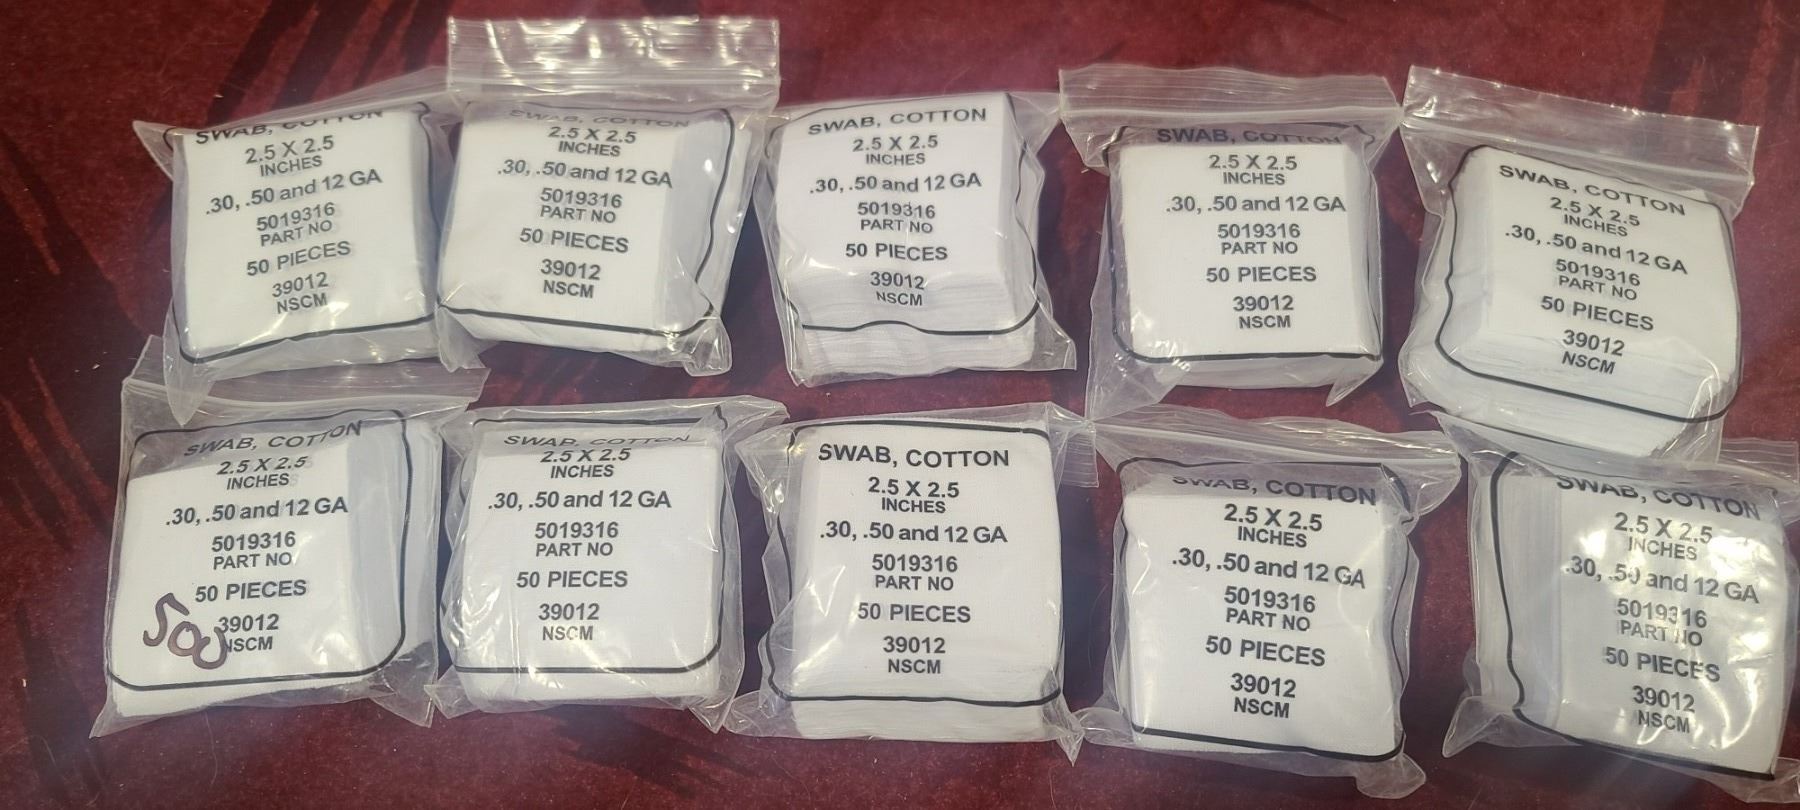 SWAB, COTTON
2.5 X 2.5
INCHES
.30, .50 and 12 GA
5019316
PART NO
50 PIECES
39012
NSCM
SWAB, COTTON
2.5 X 2.5
INCHES
.30, .50 and 12 GA
5019316
PART NO
50 PIECES
39012
NSCM
SWAB, COTTON
2.5 X 2.5
INCHES
.30, .50 and 12 GA
5019316
PART NO
50 PIECES
39012
NSCM
SWAB, COTTON
2.5 X 2.5
INCHES
.30, .50 and 12 GA
5019316
PART NO
50 PIECES
39012
NSCM
SWAB, COTTON
2.5 X 2.5
INCHES
.30, .50 and 12 GA
5019316
PART NO
50 PIECES
39012
NSCM
SWAB, COTTON
2.5 X 2.5
INCHES
.30, .50 and 12 GA
5019316
PART NO
50 PIECES
500
39012
NSCM
SWAB, COTTON
2.5 X 2.5
INCHES
.30, .50 and 12 GA
5019316
PART NO
50 PIECES
39012
NSCM
SWAB, COTTON
2.5 X 2.5
INCHES
.30, .50 and 12 GA
5019316
PART NO
50 PIECES
39012
NSCM
SWAB, COTTON
2.5 X 2.5
INCHES
.30, .50 and 12 GA
5019316
PART NO
50 PIECES
39012
NSCM
SWAB, COTTON
2.5 X 2.5
INCHES
.30, .50 and 12 GA
5019316
PART NO
50 PIECES
39012
NSCM